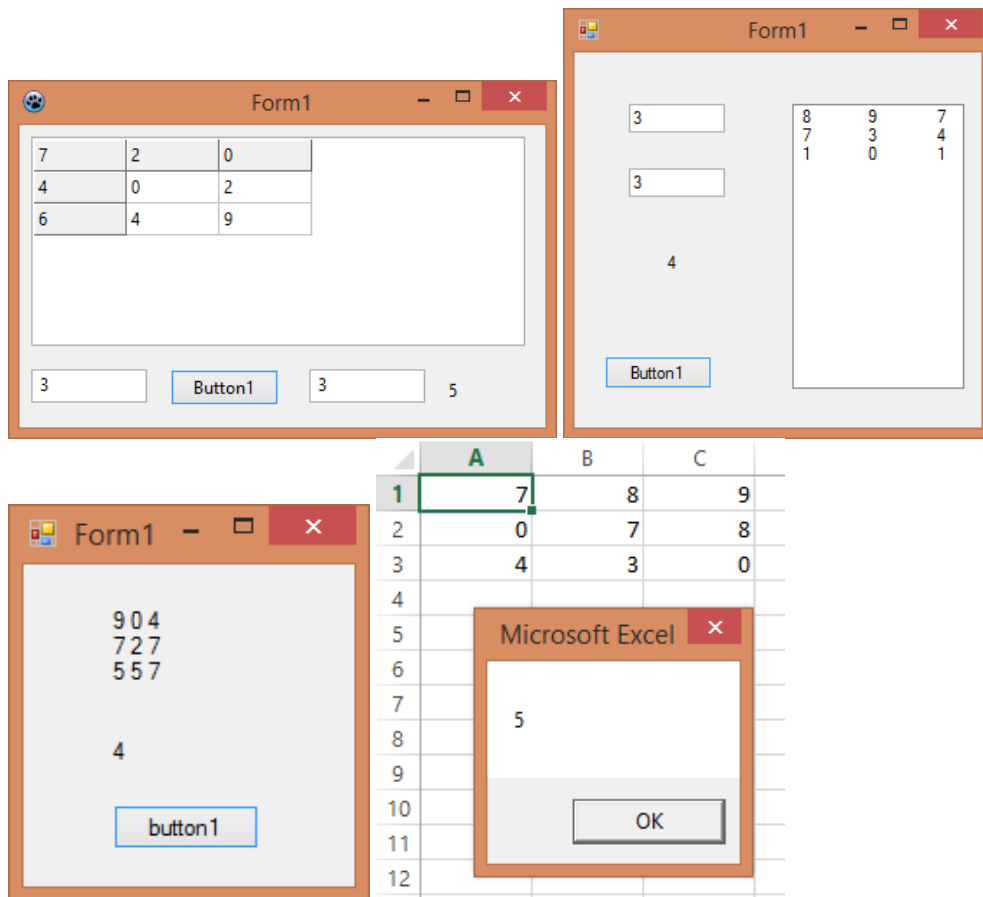 Form1
7 2 0
4 0 2
6 4 9
3 Button1 3 5
Form1
3
3
4
Button1
8 9 7
7 3 4
1 0 1
Form1
9 0 4
7 2 7
5 5 7
4
button1
A B C
1 7 8 9
2 0 7 8
3 4 3 0
4
5
6
7
8
9
10
11
12
Microsoft Excel
5
OK